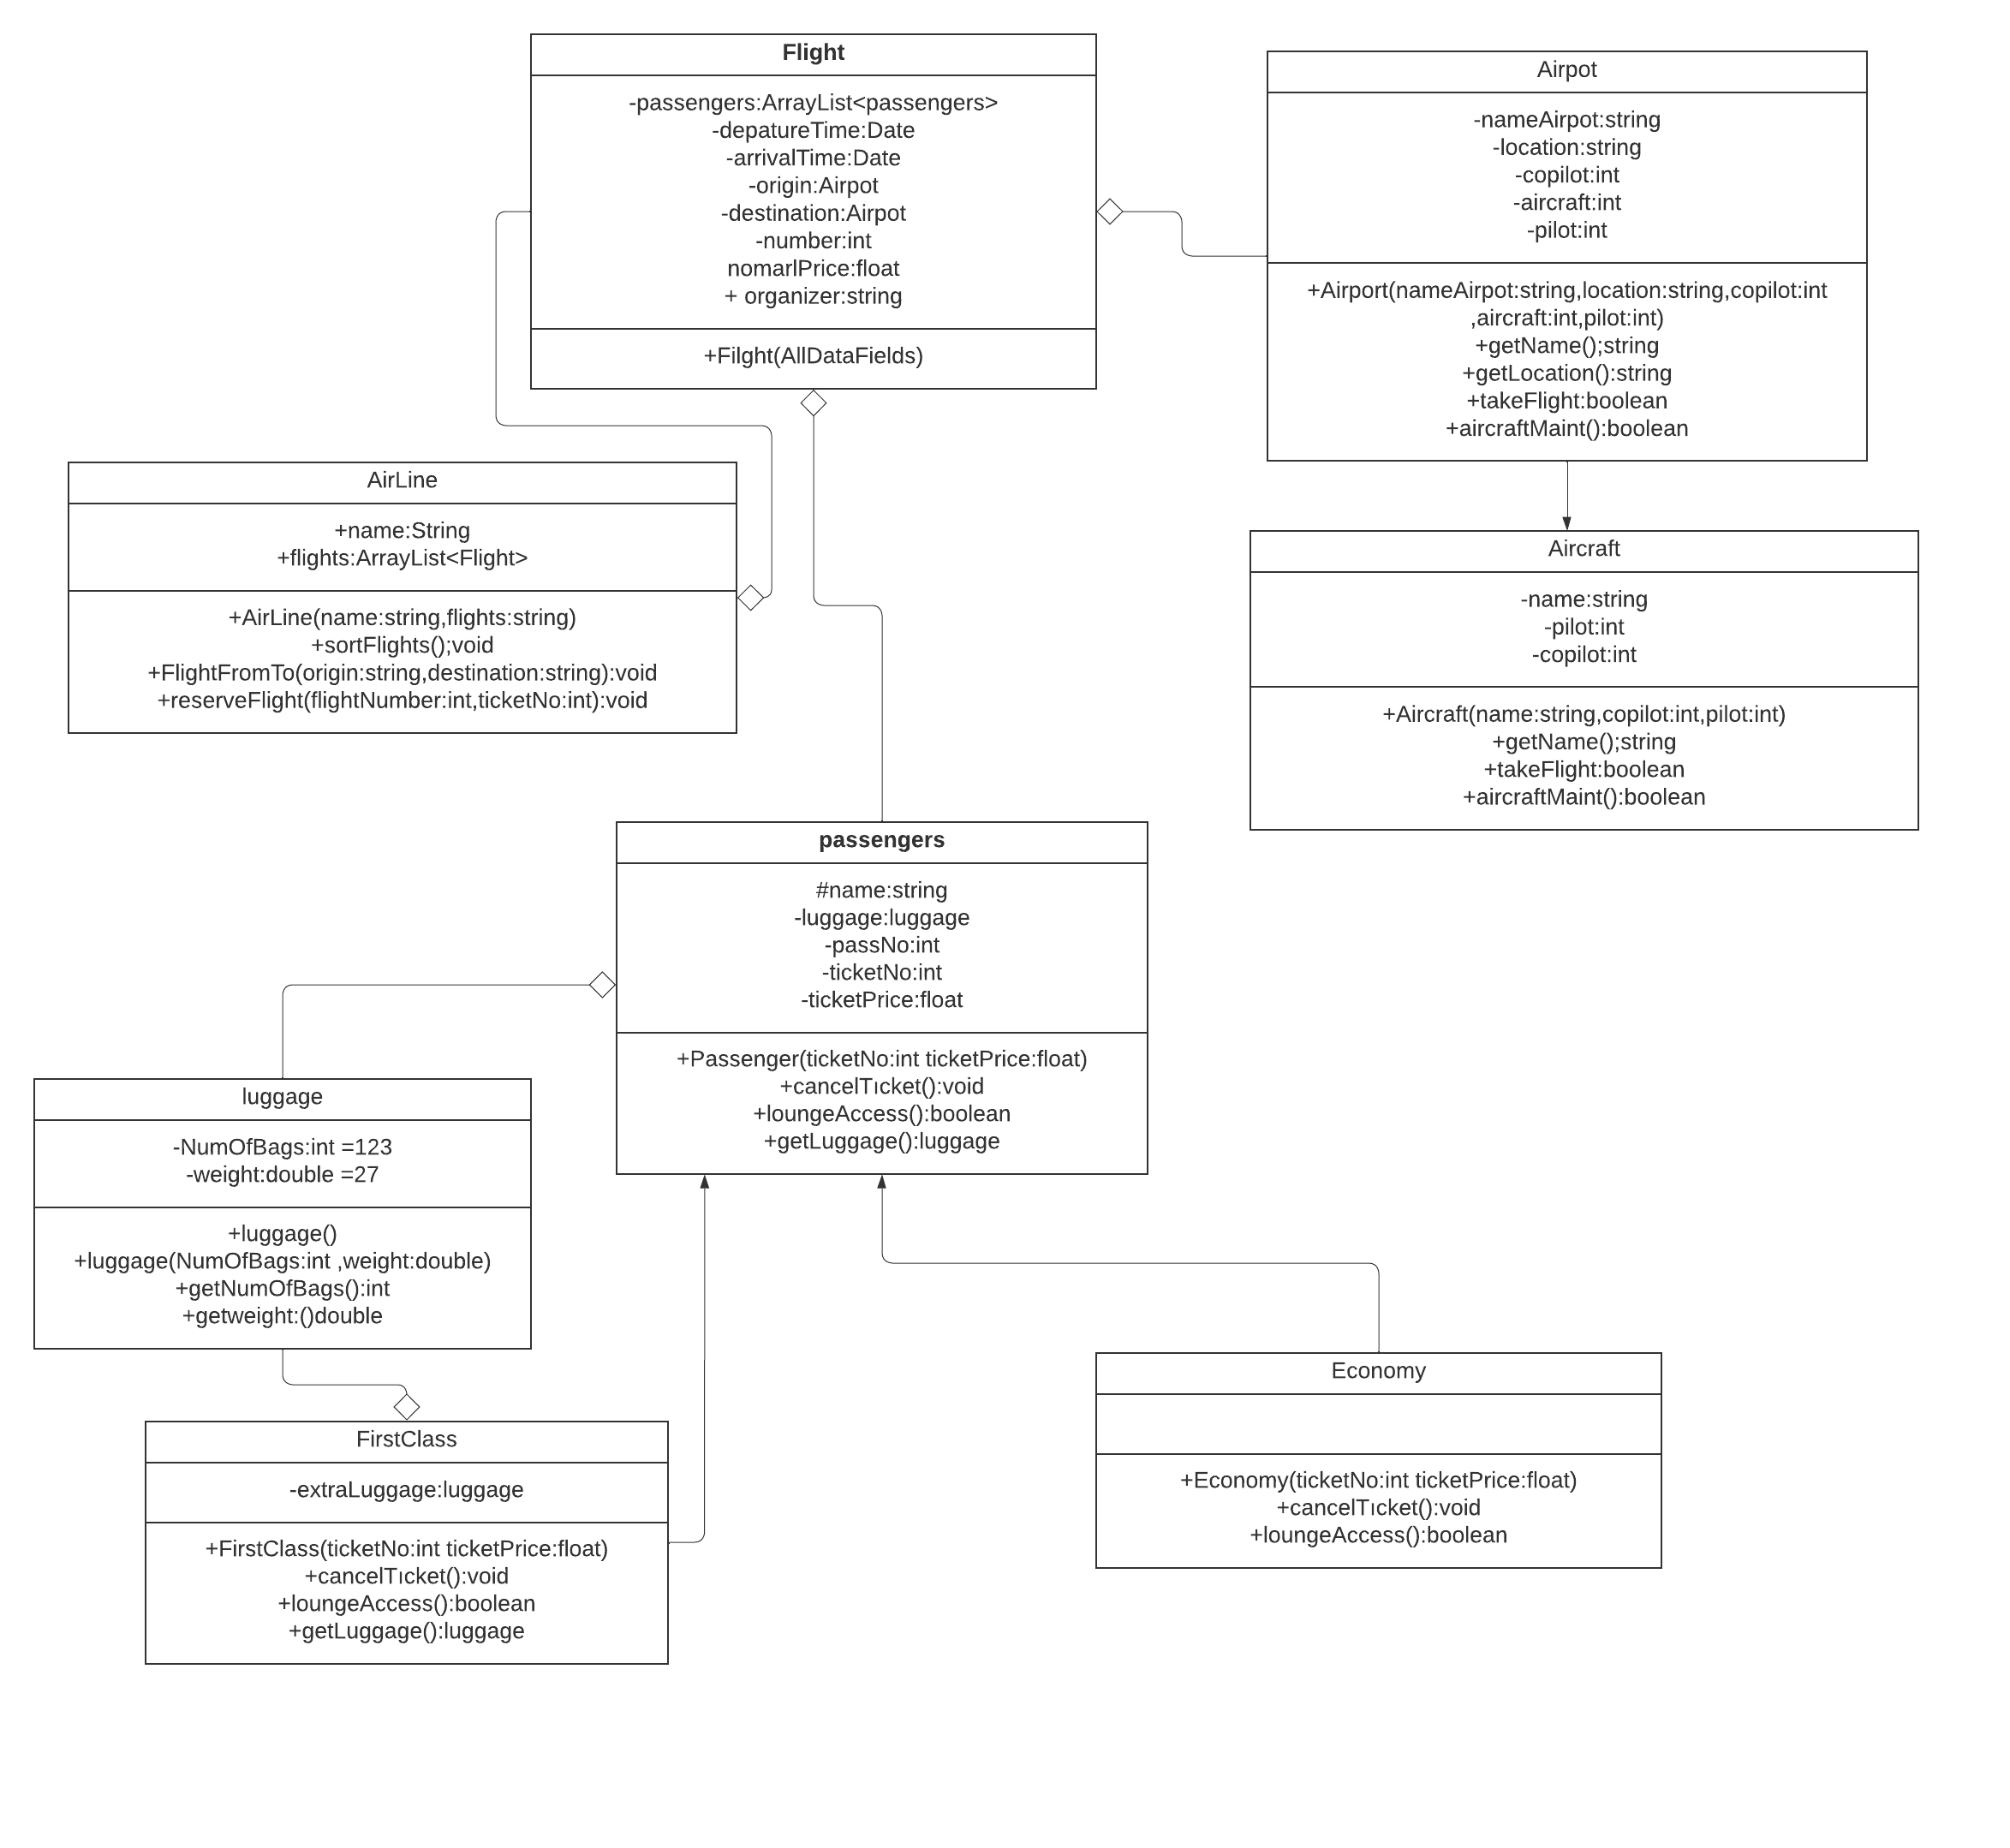 Flight
-passengers:ArrayList<passengers>
-depatureTime:Date
-arrivalTime:Date
-origin:Airpot
-destination:Airpot
-number:int
nomarlPrice:float
+ organizer:string
+Filght(AllDataFields)
Airpot
-nameAirpot:string
-location:string
-copilot:int
-aircraft:int
-pilot:int
+Airport(nameAirpot:string,location:string,copilot:int
,aircraft:int,pilot:int)
+getName();string
+getLocation():string
+takeFlight:boolean
+aircraftMaint():boolean
AirLine
+name:String
+flights:ArrayList<Flight>
+AirLine(name:string,flights:string)
+sortFlights();void
+FlightFromTo(origin:string,destination:string):void
+reserveFlight(flightNumber:int,ticketNo:int):void
Aircraft
-name:string
-pilot:int
-copilot:int
+Aircraft(name:string,copilot:int,pilot:int)
+getName();string
+takeFlight:boolean
+aircraftMaint():boolean
passengers
#name:string
-luggage:luggage
-passNo:int
-ticketNo:int
-ticketPrice:float
+Passenger(ticketNo:int ticketPrice:float)
+cancelTıcket():void
+loungeAccess():boolean
+getLuggage():luggage
luggage
-NumOfBags:int =123
-weight:double =27
+luggage()
+luggage(NumOfBags:int ,weight:double)
+getNumOfBags():int
+getweight:()double
FirstClass
-extraLuggage:luggage
+FirstClass(ticketNo:int ticketPrice:float)
+cancelTıcket():void
+loungeAccess():boolean
+getLuggage():luggage
Economy
+Economy(ticketNo:int ticketPrice:float)
+cancelTıcket():void
+loungeAccess():boolean